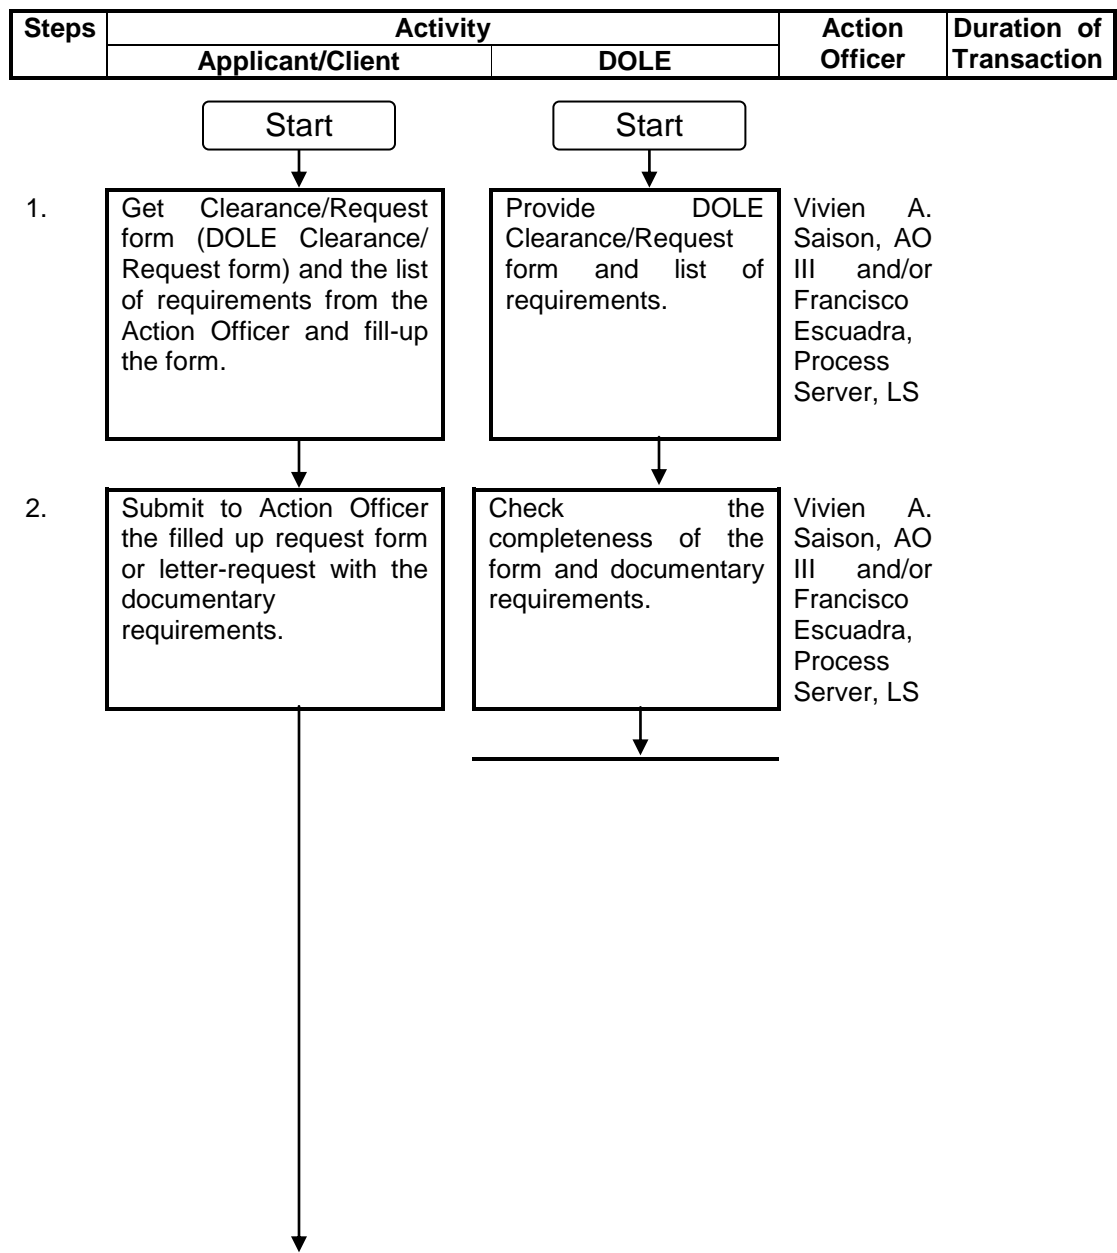 Steps
Activity
Action Officer
Duration of Transaction
Applicant/Client
DOLE
Start
Start
1.
Get Clearance/Request
form (DOLE Clearance/
Request form) and the list
of requirements from the
Action Officer and fill-up
the form.
Provide DOLE
Clearance/Request
form and list of
requirements.
Vivien A.
Saison, AO
III and/or
Francisco
Escuadra,
Process
Server, LS
2.
Submit to Action Officer
the filled up request form
or letter-request with the
documentary
requirements.
Check the
completeness of the
form and documentary
requirements.
Vivien A.
Saison, AO
III and/or
Francisco
Escuadra,
Process
Server, LS